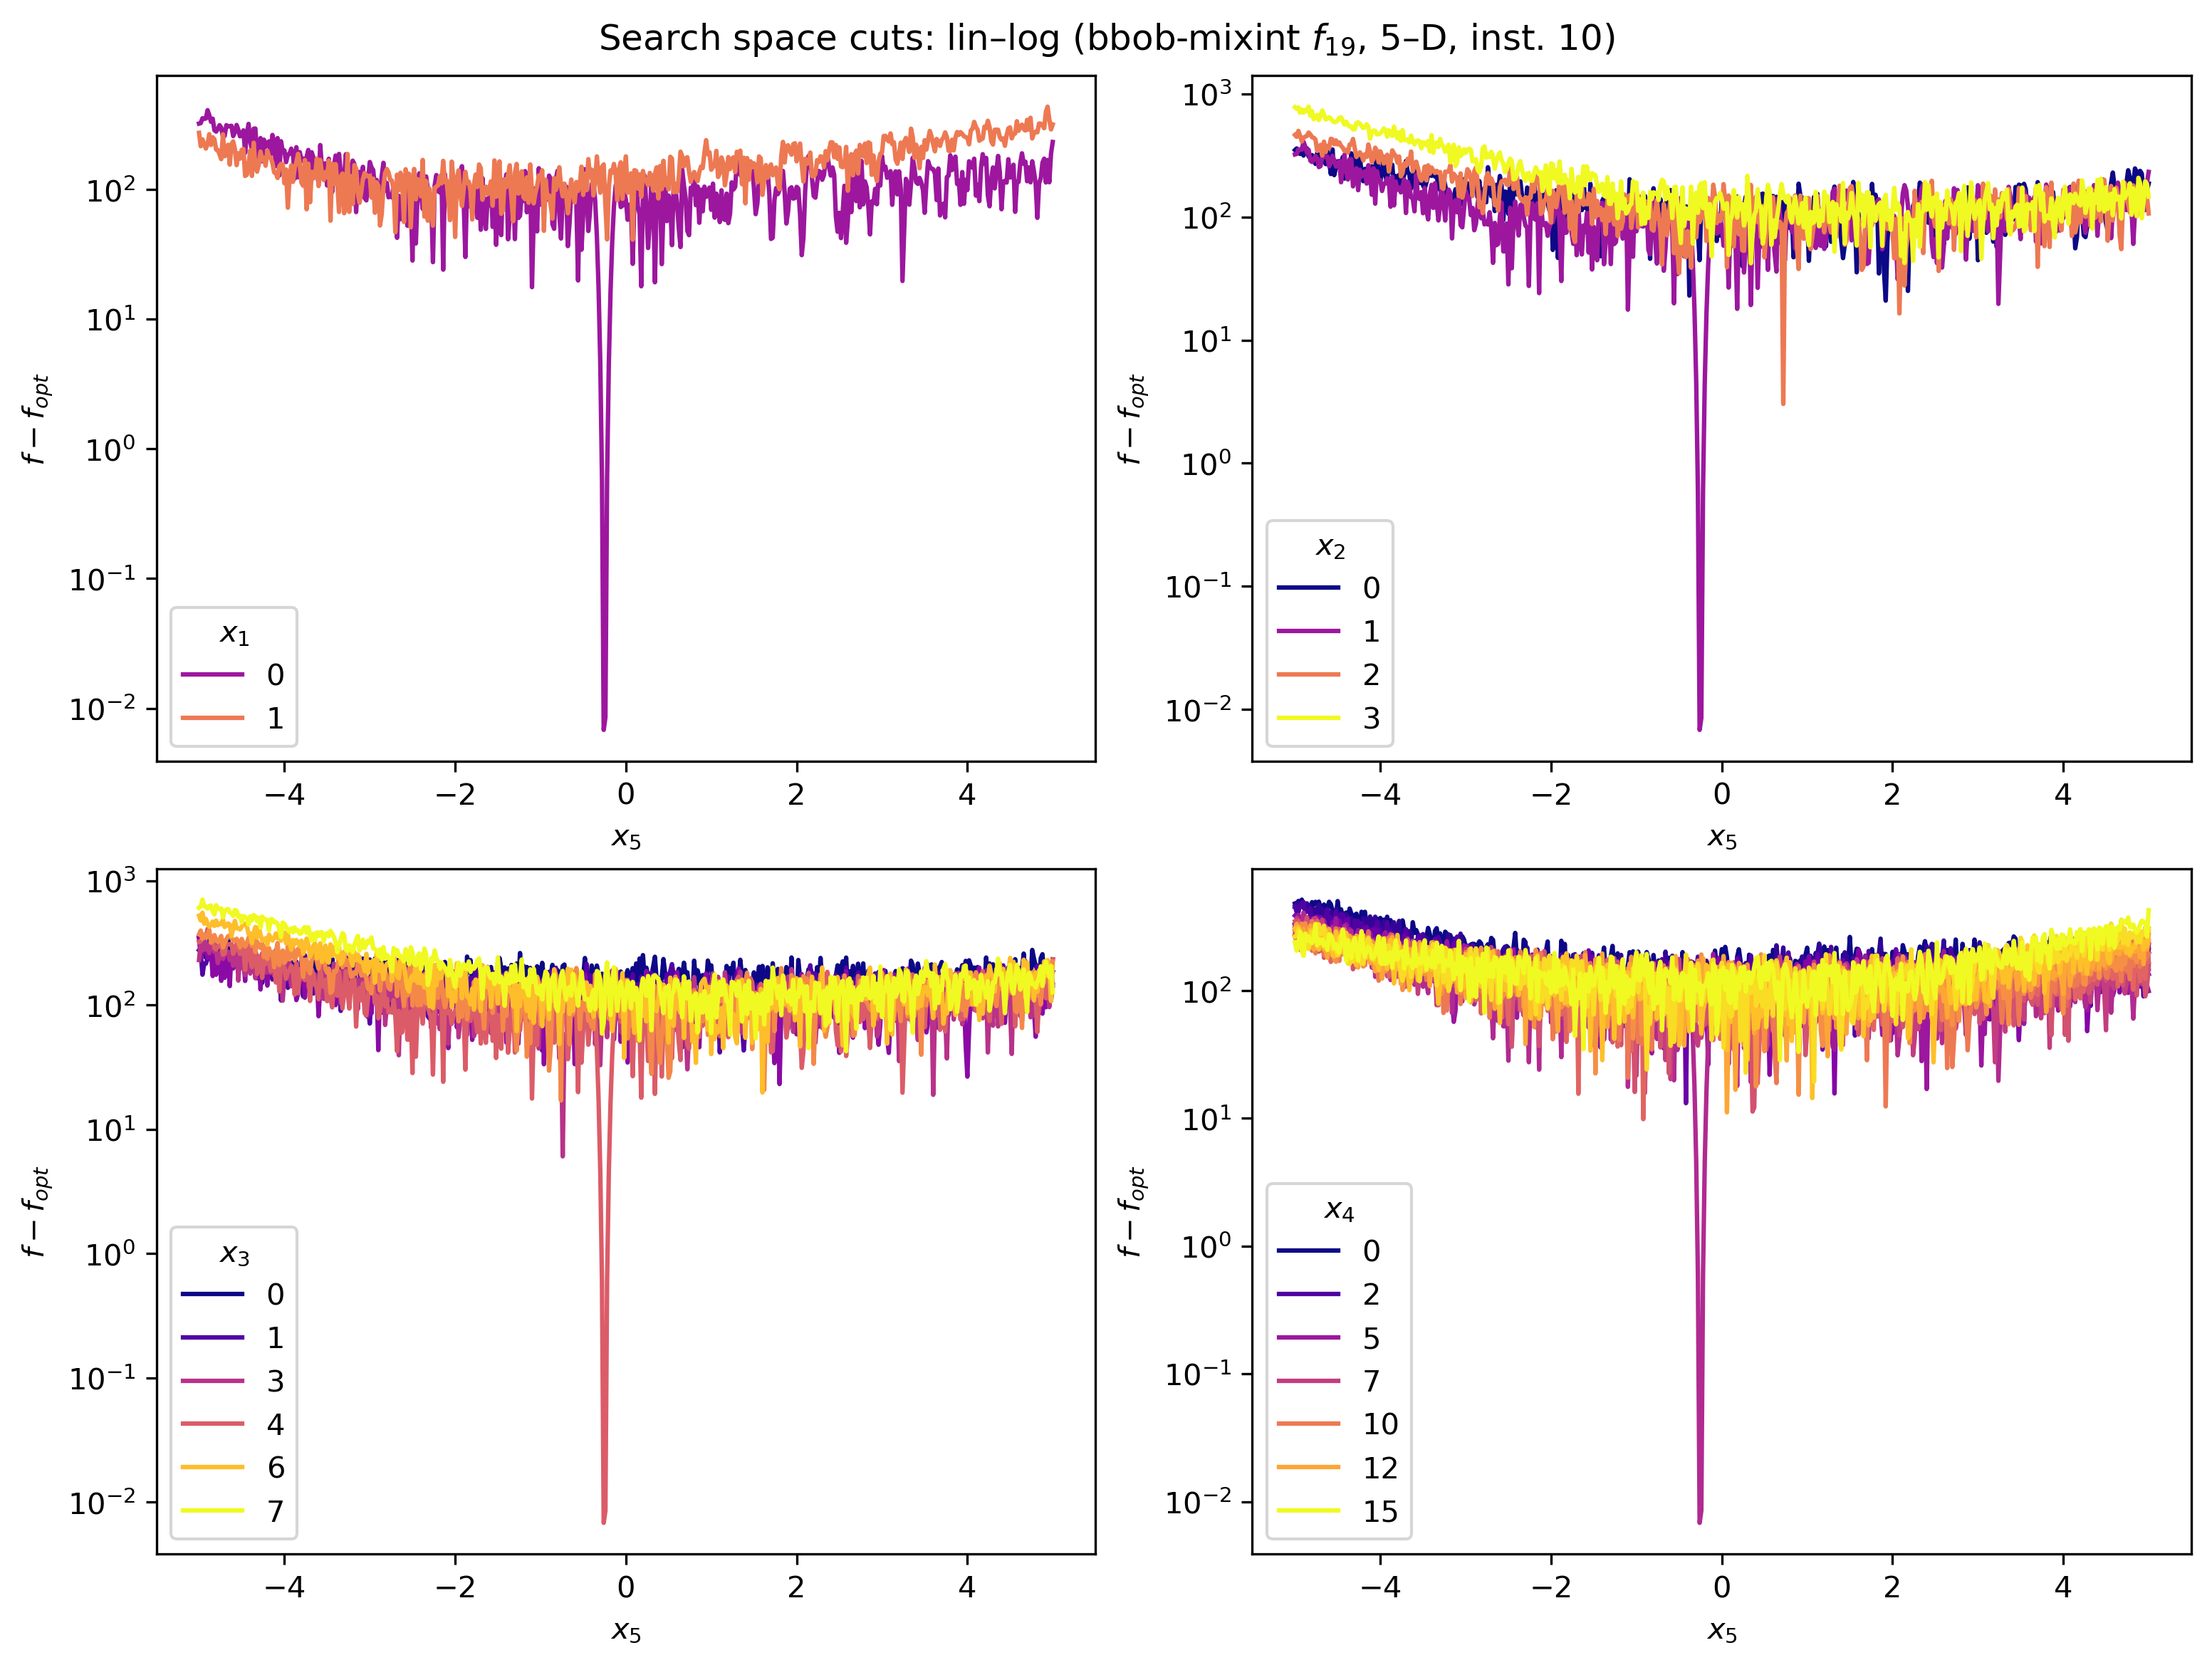 Search space cuts: lin–log (bbob-mixint f19, 5–D, inst. 10)
10^2
10^1
10^0
10^−1
10^−2
f − fopt
x1
0
1
−4 −2 0 2 4
x5
10^3
10^2
10^1
10^0
10^−1
10^−2
f − fopt
x2
0
1
2
3
−4 −2 0 2 4
x5
10^3
10^2
10^1
10^0
10^−1
10^−2
f − fopt
x3
0
1
3
4
6
7
−4 −2 0 2 4
x5
10^2
10^1
10^0
10^−1
10^−2
f − fopt
x4
0
2
5
7
10
12
15
−4 −2 0 2 4
x5